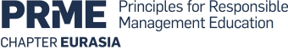 PRME Principles for Responsible
Management Education
CHAPTER EURASIA